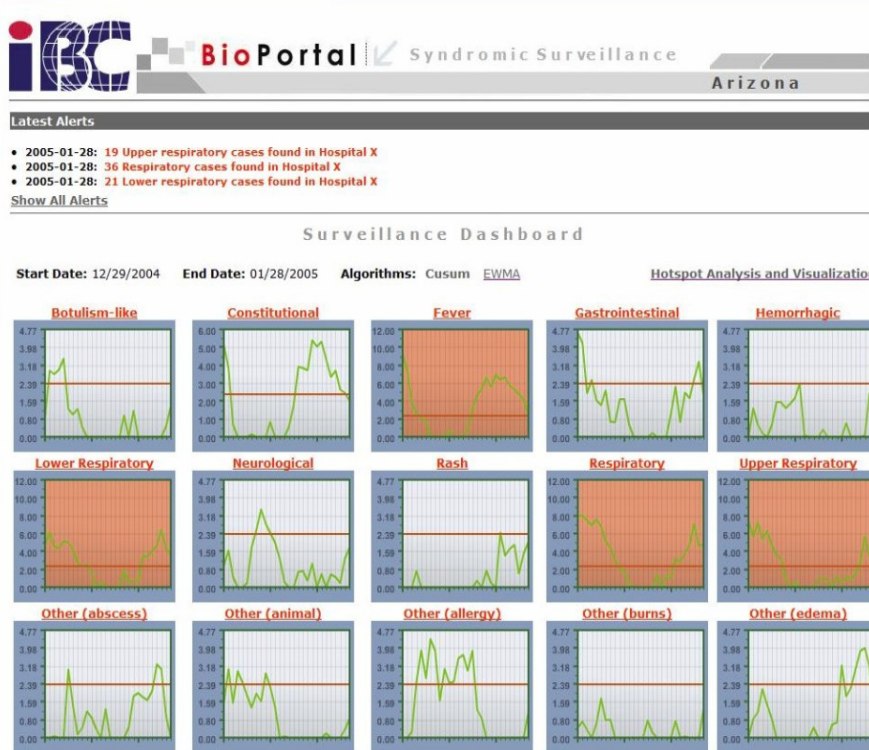 iBC BioPortal Syndromic Surveillance
Arizona
Latest Alerts
• 2005-01-28: 19 Upper respiratory cases found in Hospital X
• 2005-01-28: 36 Respiratory cases found in Hospital X
• 2005-01-28: 21 Lower respiratory cases found in Hospital X
Show All Alerts
Surveillance Dashboard
Start Date: 12/29/2004 End Date: 01/28/2005 Algorithms: Cusum EWMA Hotspot Analysis and Visualizatio
Botulism-like Constitutional Fever Gastrointestinal Hemorrhagic
4.77 6.00 12.00 4.77 4.77
3.98 5.00 10.00 3.98 3.98
3.18 4.00 8.00 3.18 3.18
2.39 3.00 6.00 2.39 2.39
1.59 2.00 4.00 1.59 1.59
0.80 1.00 2.00 0.80 0.80
0.00 0.00 0.00 0.00 0.00
Lower Respiratory Neurological Rash Respiratory Upper Respiratory
12.00 4.77 4.77 12.00 12.00
10.00 3.98 3.98 10.00 10.00
8.00 3.18 3.18 8.00 8.00
6.00 2.39 2.39 6.00 6.00
4.00 1.59 1.59 4.00 4.00
2.00 0.80 0.80 2.00 2.00
0.00 0.00 0.00 0.00 0.00
Other (abscess) Other (animal) Other (allergy) Other (burns) Other (edema)
4.77 4.77 4.77 4.77 4.77
3.98 3.98 3.98 3.98 3.98
3.18 3.18 3.18 3.18 3.18
2.39 2.39 2.39 2.39 2.39
1.59 1.59 1.59 1.59 1.59
0.80 0.80 0.80 0.80 0.80
0.00 0.00 0.00 0.00 0.00